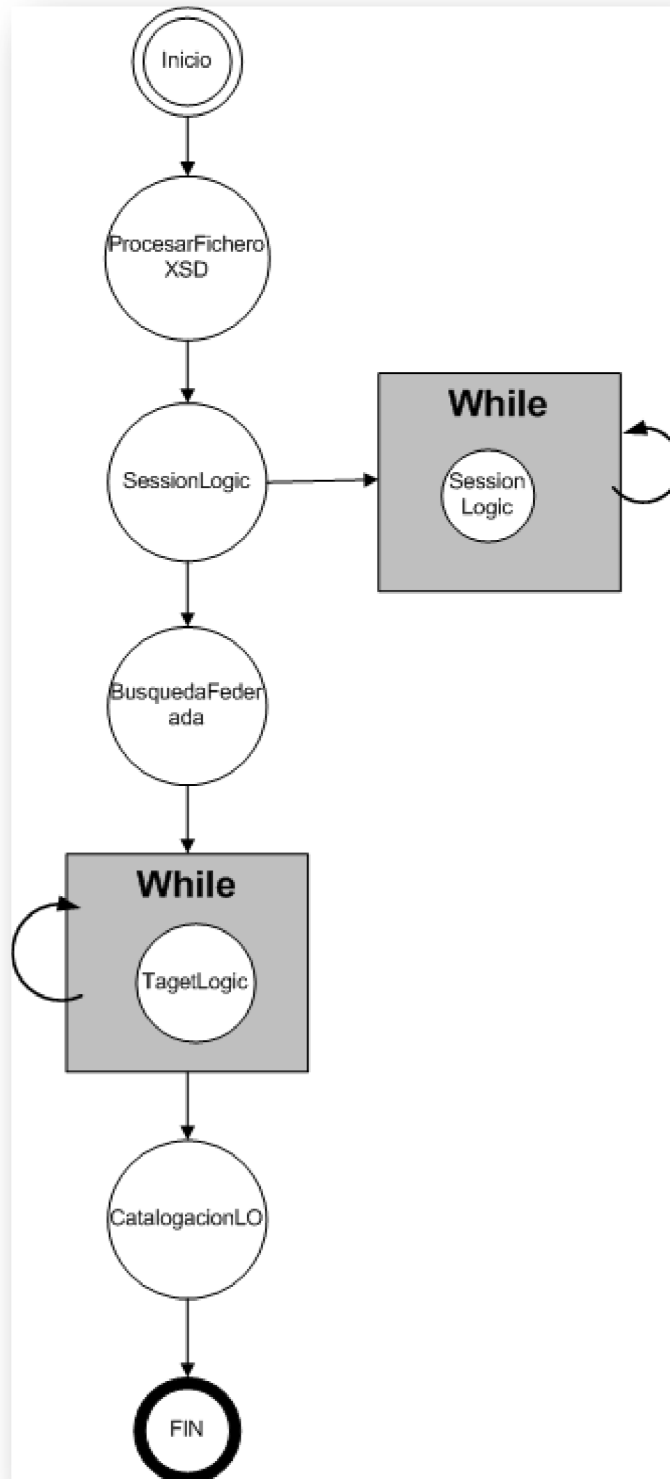 Inicio
ProcesarFichero
XSD
While
SessionLogic
Session
Logic
BusquedaFeder
ada
While
TagetLogic
CatalogacionLO
FIN